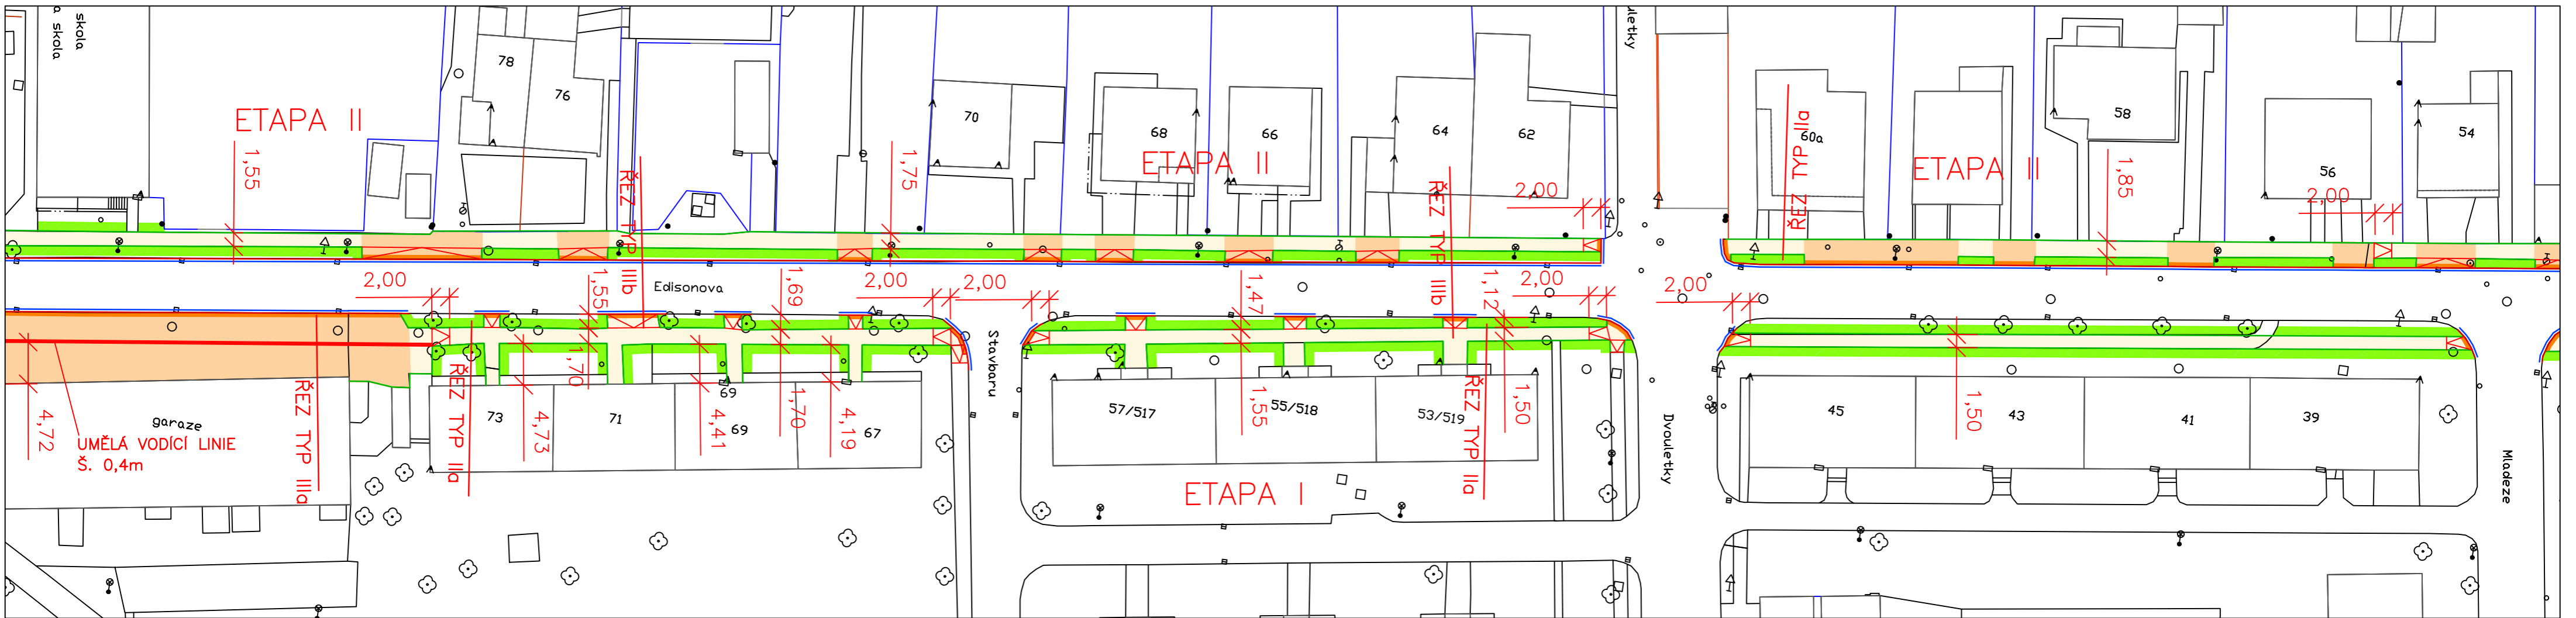 skola
a skola
ETAPA II
1,55
78
76
ŘEZ TYP IIIb
1,75
70
68
66
ETAPA II
64
62
ŘEZ TYP IIIb
2,00
uletky
60a
ŘEZ TYP IIa
ETAPA II
58
1,85
56
2,00
54
2,00
1,55
Edisonova
1,69
2,00
2,00
1,47
1,12
2,00
2,00
4,72
garaze
UMĚLÁ VODÍCÍ LINIE
Š. 0,4m
ŘEZ TYP IIIa
ŘEZ TYP IIa
73
4,73
1,70
71
4,41
69
69
1,70
4,19
67
Stavbaru
57/517
1,55
55/518
53/519
ŘEZ TYP IIa
1,50
ETAPA I
Dvouletky
45
1,50
43
41
39
Mladeze